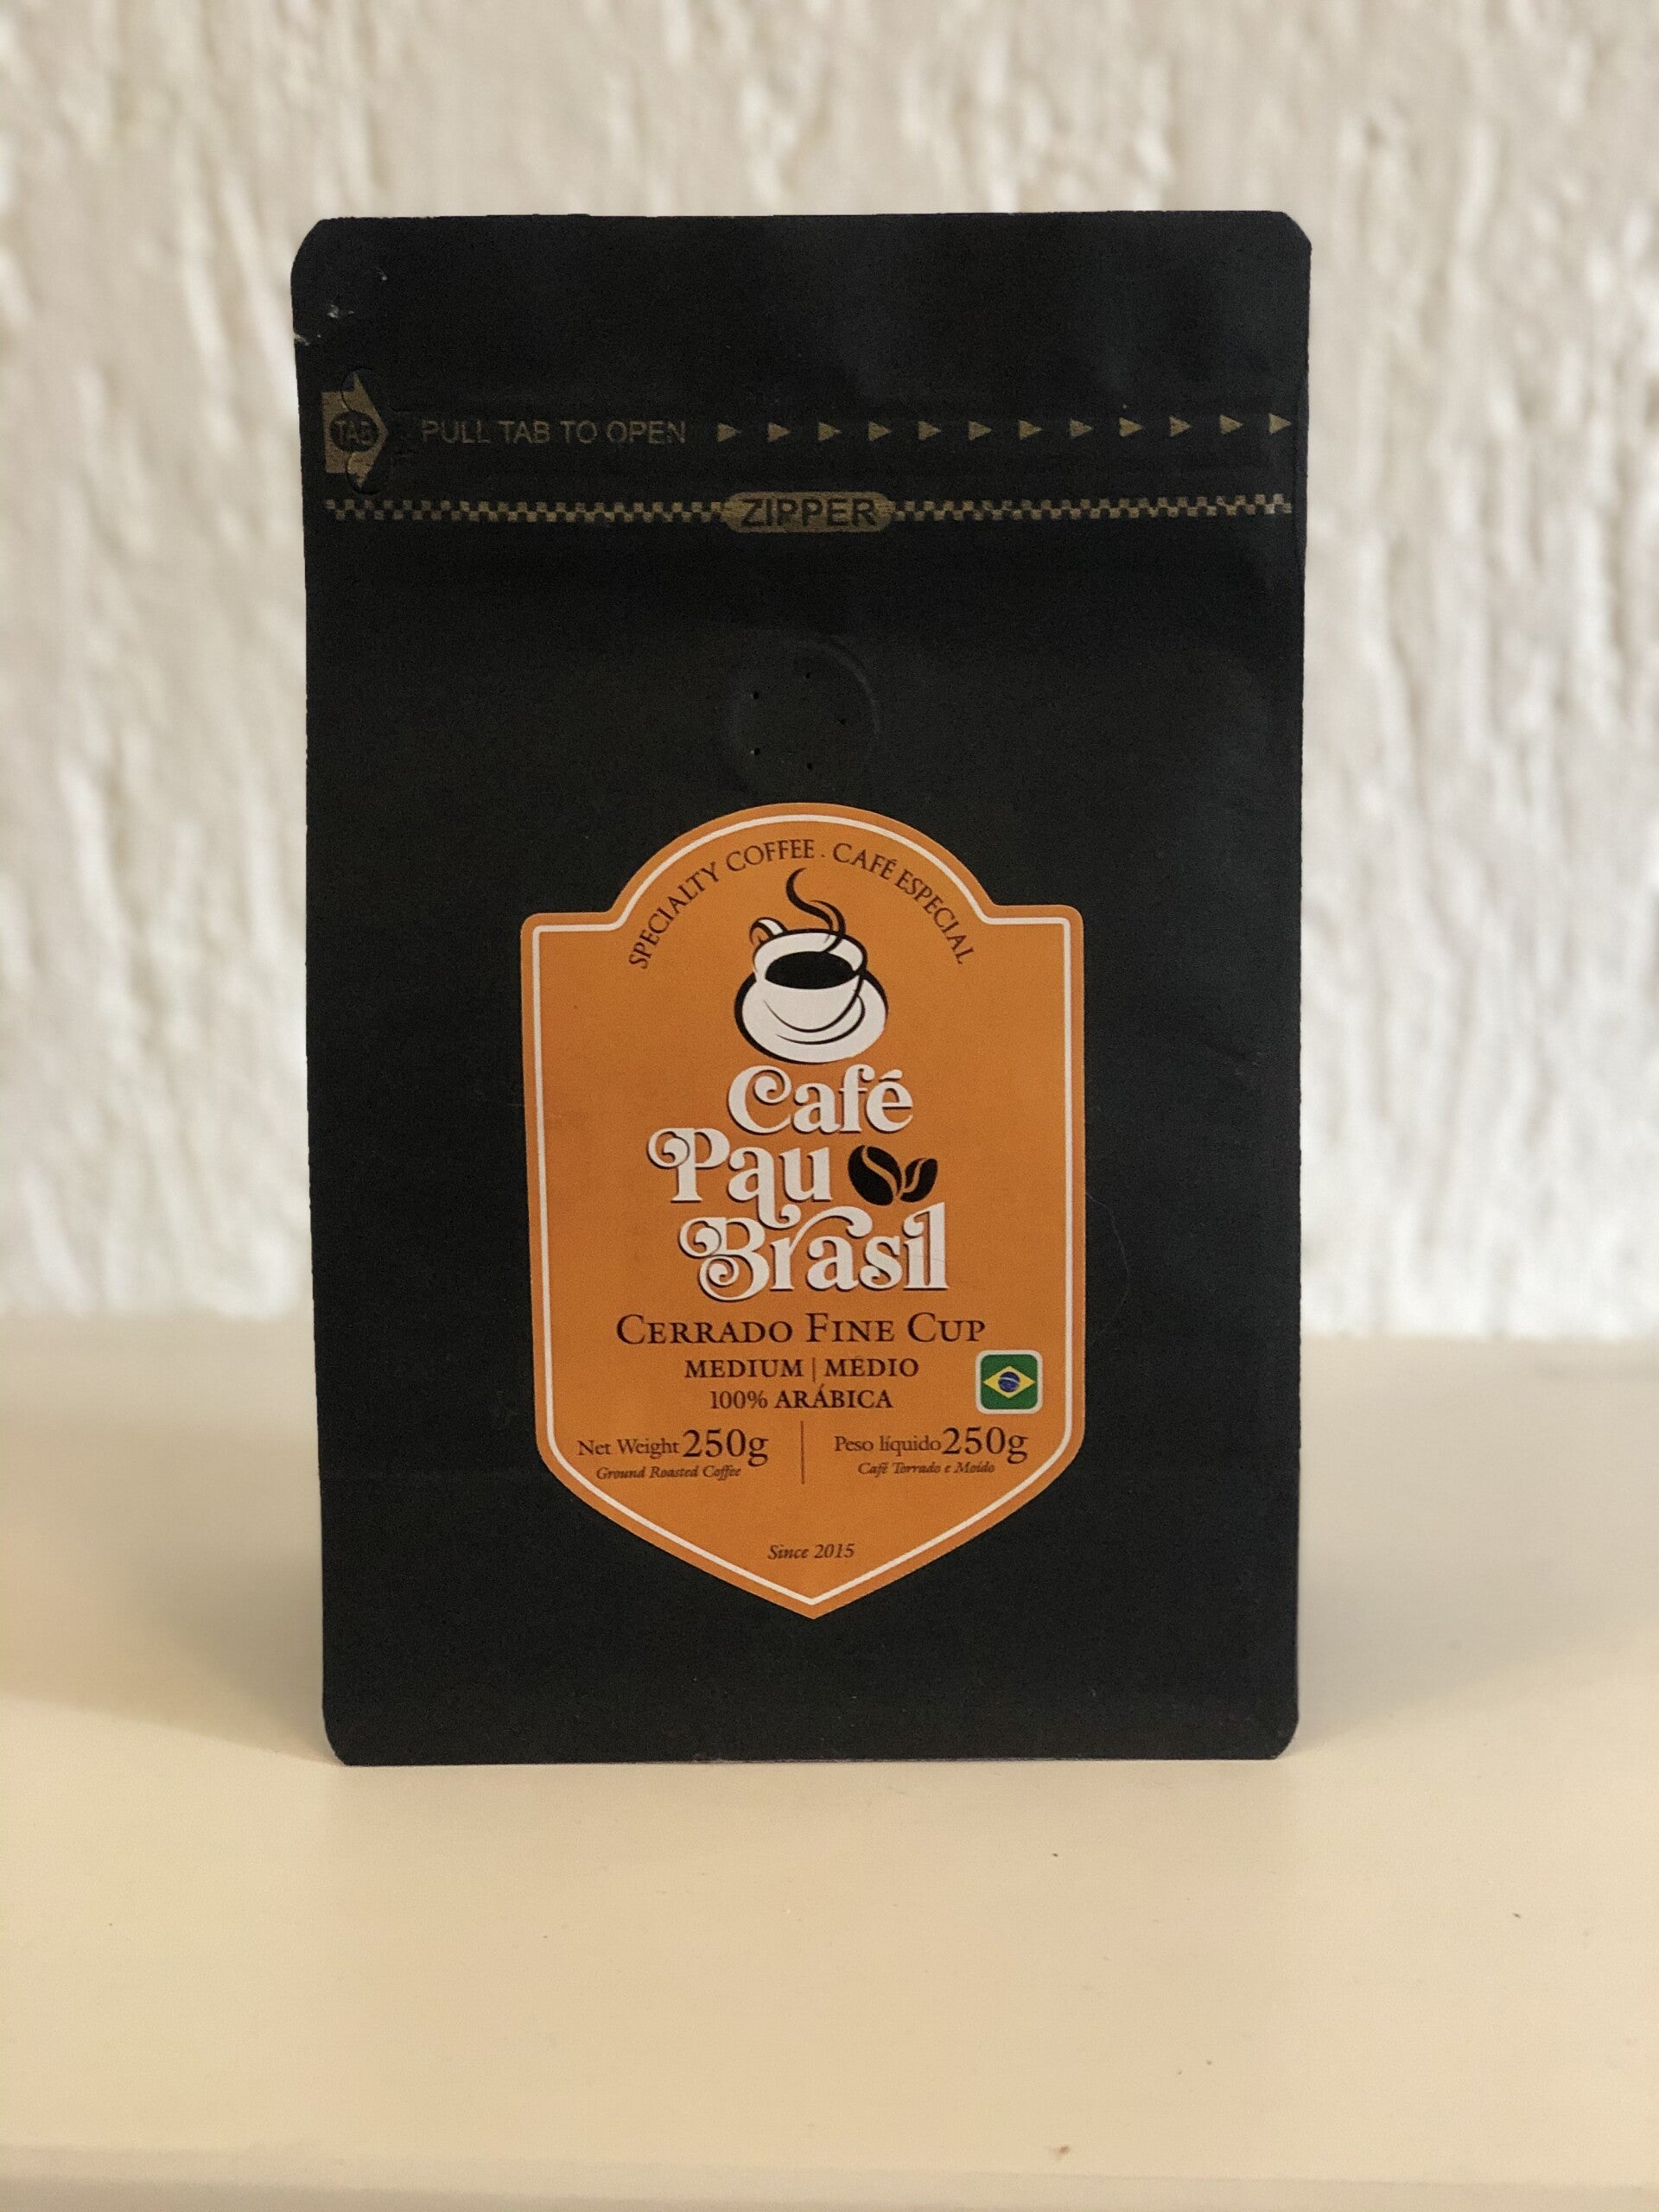 TAB PULL TAB TO OPEN
ZIPPER
SPECIALTY COFFEE . CAFÉ ESPECIAL
Café
Pau
Brasil
CERRADO FINE CUP
MEDIUM | MÉDIO
100% ARÁBICA
Net Weight 250g
Ground Roasted Coffee
Peso líquido 250g
Café Torrado e Moído
Since 2015